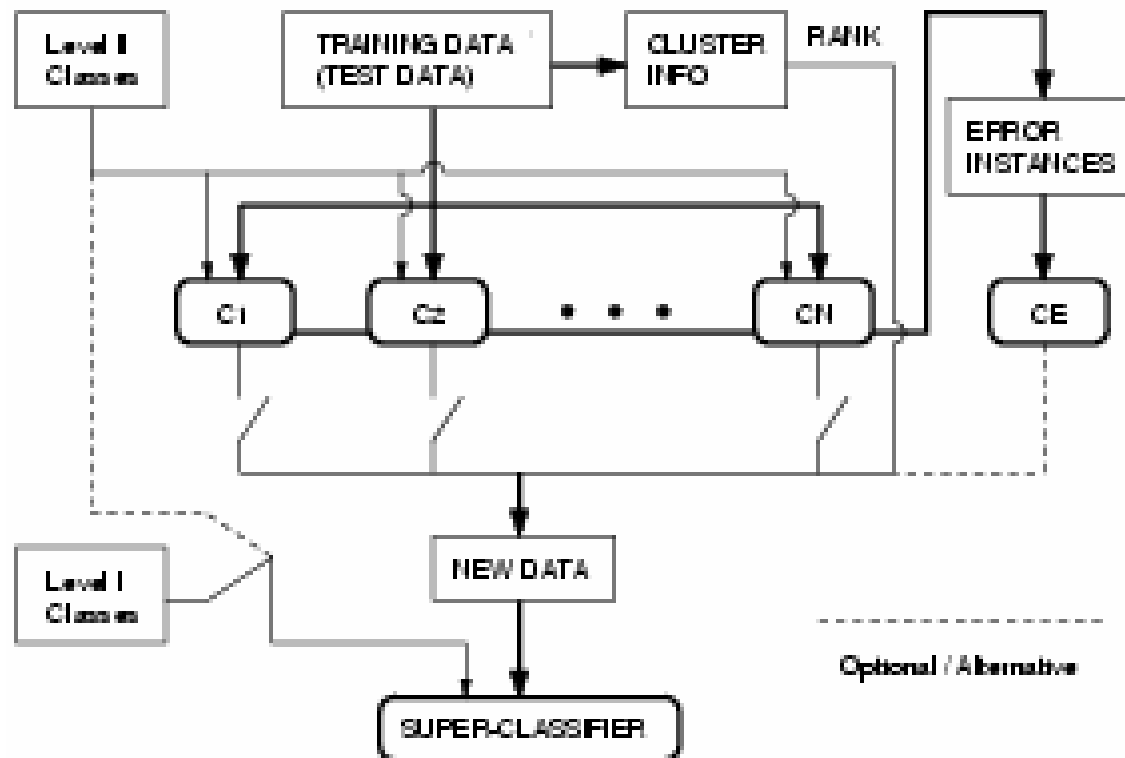 Level II
Classes
TRAINING DATA
(TEST DATA)
CLUSTER
INFO
RANK
ERROR
INSTANCES
C1
C2
• • •
CN
CE
Level I
Classes
NEW DATA
Optional / Alternative
SUPER-CLASSIFIER